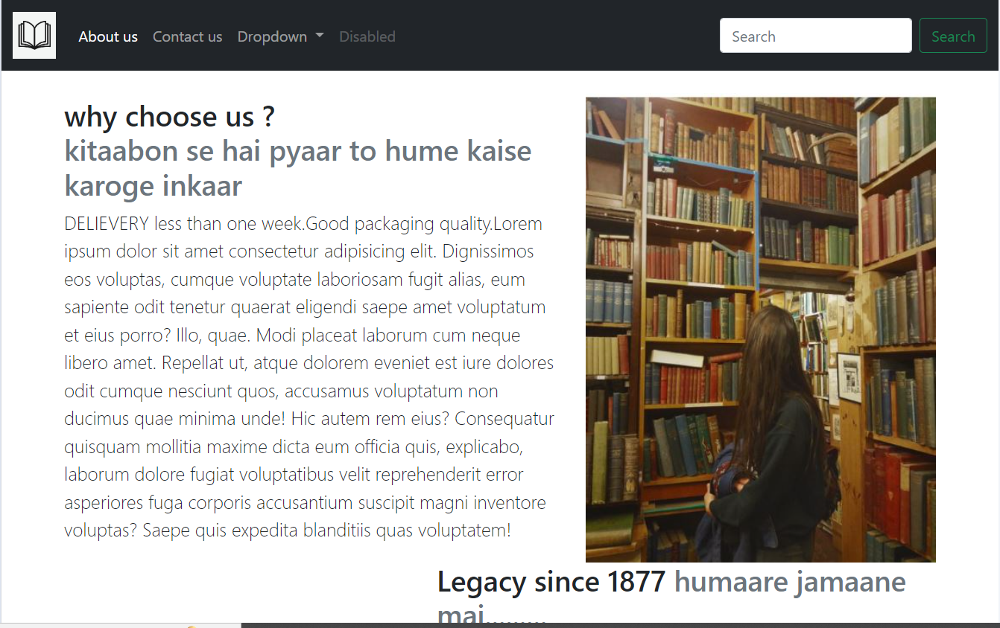 About us Contact us Dropdown Disabled Search Search
why choose us ?
kitaabon se hai pyaar to hume kaise
karoge inkaar
DELIEVERY less than one week.Good packaging quality.Lorem
ipsum dolor sit amet consectetur adipisicing elit. Dignissimos
eos voluptas, cumque voluptate laboriosam fugit alias, eum
sapiente odit tenetur quaerat eligendi saepe amet voluptatum
et eius porro? Illo, quae. Modi placeat laborum cum neque
libero amet. Repellat ut, atque dolorem eveniet est iure dolores
odit cumque nesciunt quos, accusamus voluptatum non
ducimus quae minima unde! Hic autem rem eius? Consequatur
quisquam mollitia maxime dicta eum officia quis, explicabo,
laborum dolore fugiat voluptatibus velit reprehenderit error
asperiores fuga corporis accusantium suscipit magni inventore
voluptas? Saepe quis expedita blanditiis quas voluptatem!
Legacy since 1877 humaare jamaane
mai.........